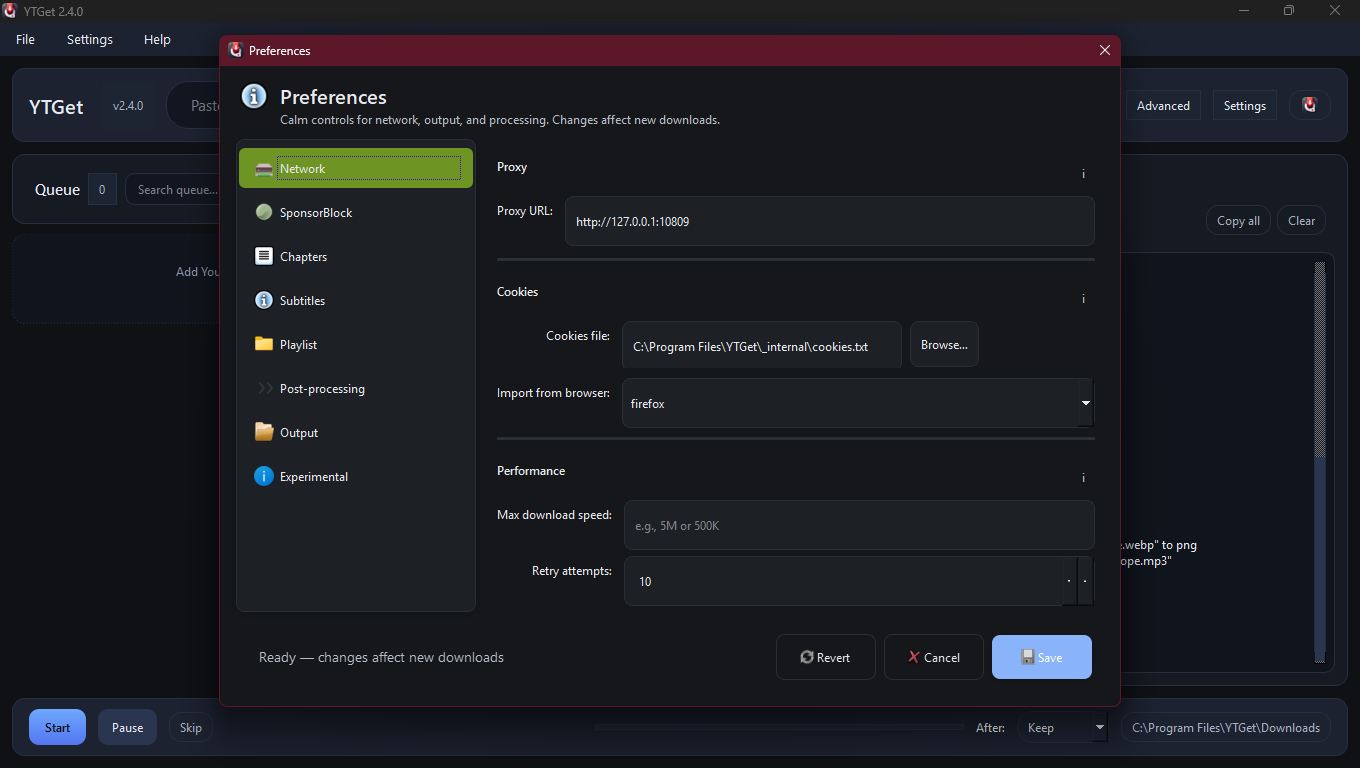 YTGet 2.4.0
File Settings Help
Preferences
YTGet v2.4.0
Advanced Settings
Preferences
Calm controls for network, output, and processing. Changes affect new downloads.
Queue 0 Search queue...
Copy all Clear
Add You
Network
SponsorBlock
Chapters
Subtitles
Playlist
Post-processing
Output
Experimental
Proxy
Proxy URL: http://127.0.0.1:10809
Cookies
Cookies file: C:\Program Files\YTGet\_internal\cookies.txt Browse...
Import from browser: firefox
Performance
Max download speed: e.g., 5M or 500K
Retry attempts: 10
.webp" to png
ope.mp3"
Ready — changes affect new downloads
Revert Cancel Save
Start Pause Skip After: Keep C:\Program Files\YTGet\Downloads